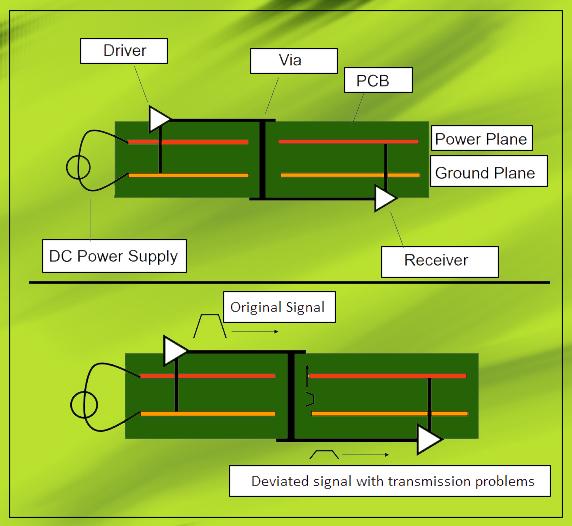 Driver
Via
PCB
Power Plane
Ground Plane
DC Power Supply
Receiver
Original Signal
Deviated signal with transmission problems